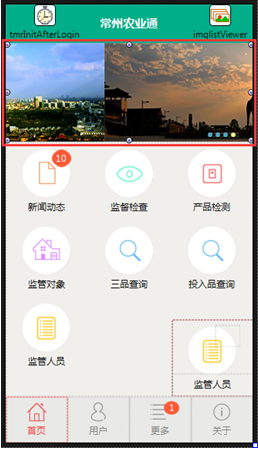 常州农业通
tmrInitAfterLogin
imglistViewer
10
新闻动态
监督检查
产品检测
监管对象
三品查询
投入品查询
监管人员
监管人员
1
首页
用户
更多
关于